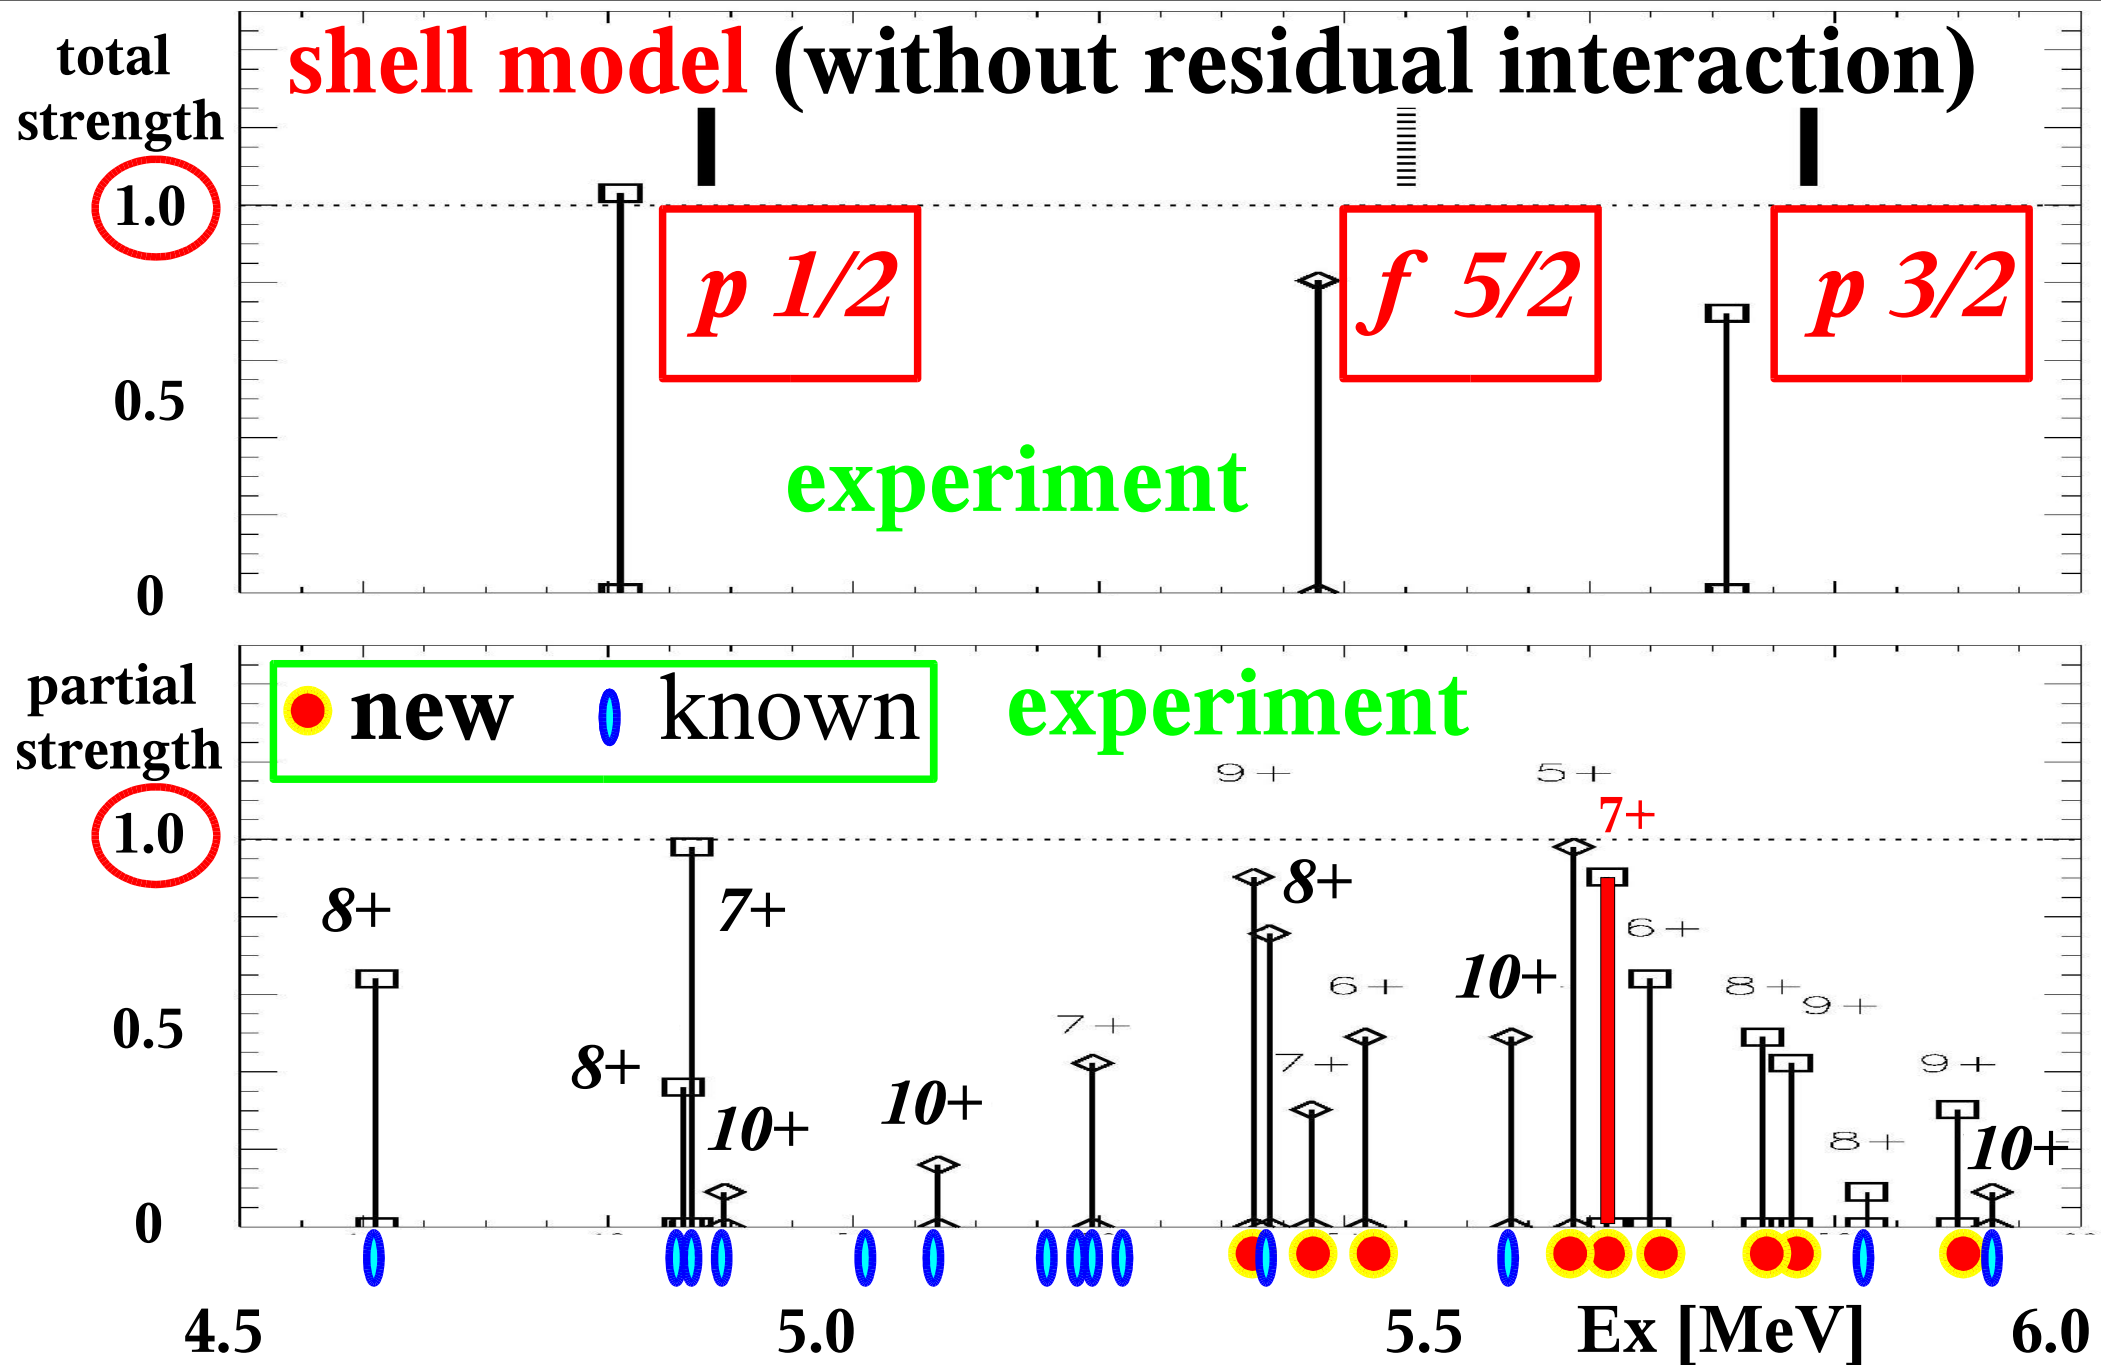 total
strength
shell model (without residual interaction)
1.0
p 1/2
f 5/2
p 3/2
0.5
experiment
0
partial
strength
new
known
experiment
9+
5+
7+
1.0
8+
7+
8+
6+
10+
6+
8+
9+
7+
0.5
8+
10+
7+
9+
10+
8+
10+
0
4.5
5.0
5.5
Ex [MeV]
6.0